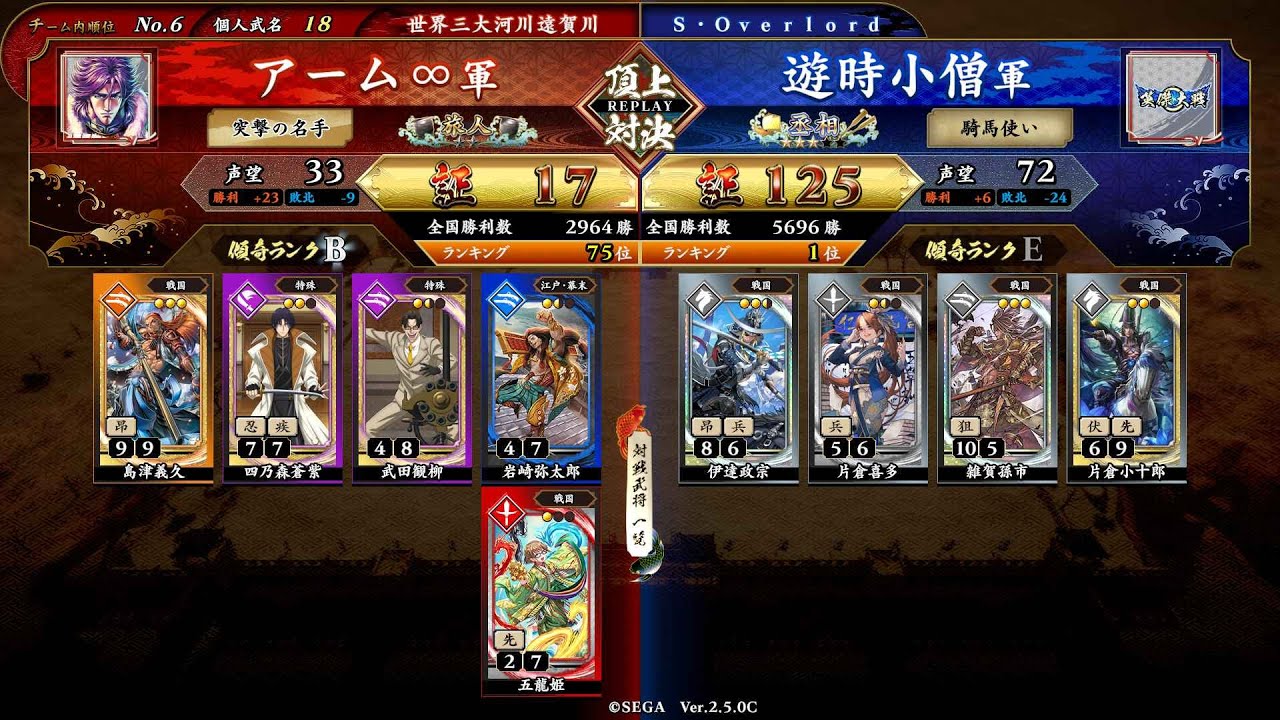 チーム内順位 No.6 個人武名 18
世界三大河川遠賀川
S・Overlord
アーム∞軍
頂上
REPLAY
対決
遊時小僧軍
英傑大戦
突撃の名手
旅人
丞相
騎馬使い
声望 33
勝利 +23 敗北 -9
証 17
証 125
声望 72
勝利 +6 敗北 -24
全国勝利数 2964勝
全国勝利数 5696勝
傾奇ランク B
ランキング 75位
ランキング 1位
傾奇ランク E
戦国
特殊
特殊
江戸・幕末
戦国
戦国
戦国
戦国
昂
忍 疾
昂 兵
兵
狙
伏 先
9 9
7 7
4 8
4 7
8 6
5 6
10 5
6 9
島津義久
四乃森蒼紫
武田観柳
岩崎弥太郎
伊達政宗
片倉喜多
雑賀孫市
片倉小十郎
対戦武将一覧
戦国
先
2 7
五龍姫
©SEGA Ver.2.5.0C